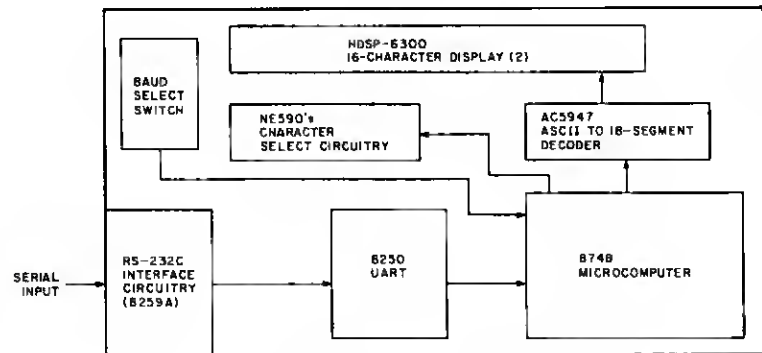 HDSP-6300
16-CHARACTER DISPLAY (2)
BAUD
SELECT
SWITCH
NE590's
CHARACTER
SELECT CIRCUITRY
AC5947
ASCII TO 18-SEGMENT
DECODER
SERIAL
INPUT
RS-232C
INTERFACE
CIRCUITRY
(8259A)
8250
UART
8748
MICROCOMPUTER